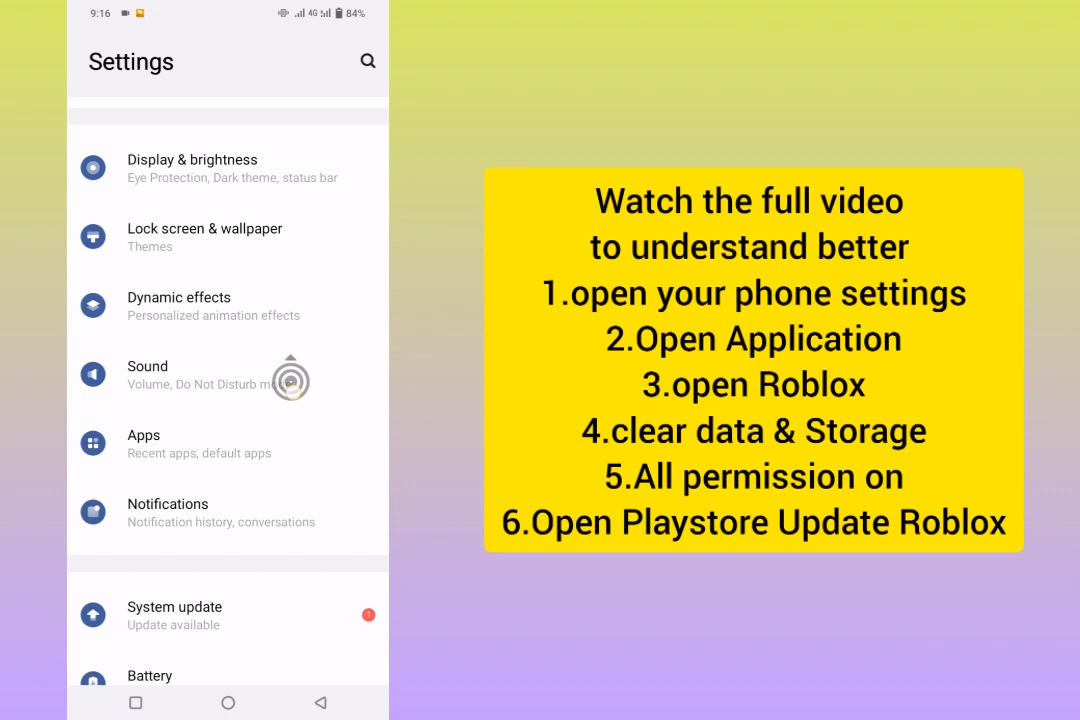 9:16
4G
84%
Settings
Display & brightness
Eye Protection, Dark theme, status bar
Lock screen & wallpaper
Themes
Dynamic effects
Personalized animation effects
Sound
Volume, Do Not Disturb
Apps
Recent apps, default apps
Notifications
Notification history, conversations
System update
1
Update available
Battery
Watch the full video
to understand better
1.open your phone settings
2.Open Application
3.open Roblox
4.clear data & Storage
5.All permission on
6.Open Playstore Update Roblox